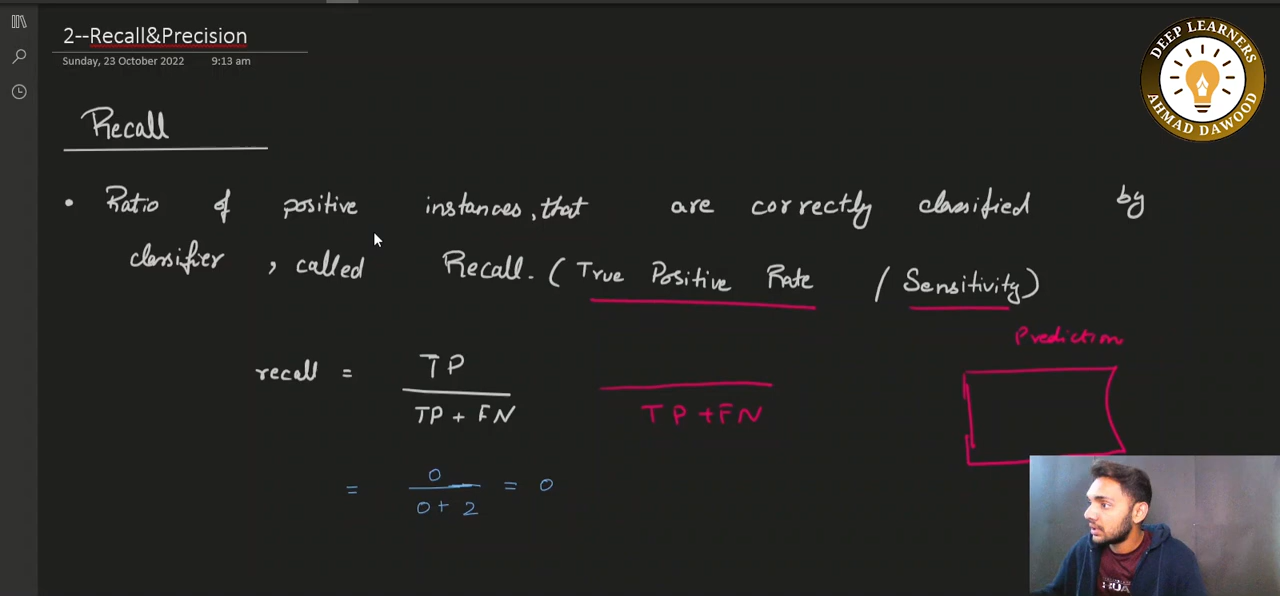 2--Recall&Precision
Sunday, 23 October 2022 9:13 am
DEEP LEARNERS
AHMAD DAWOOD
Recall
• Ratio of positive instances, that are correctly classified by
classifier, called Recall. (True Positive Rate / Sensitivity)
Prediction
recall = TP
TP + FN
TP + FN
= 0 = 0
0 + 2